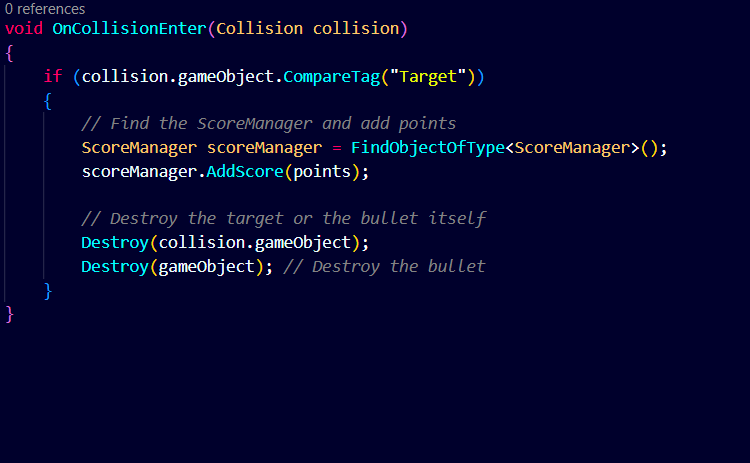 0 references
void OnCollisionEnter(Collision collision)
{
    if (collision.gameObject.CompareTag("Target"))
    {
        // Find the ScoreManager and add points
        ScoreManager scoreManager = FindObjectOfType<ScoreManager>();
        scoreManager.AddScore(points);

        // Destroy the target or the bullet itself
        Destroy(collision.gameObject);
        Destroy(gameObject); // Destroy the bullet
    }
}